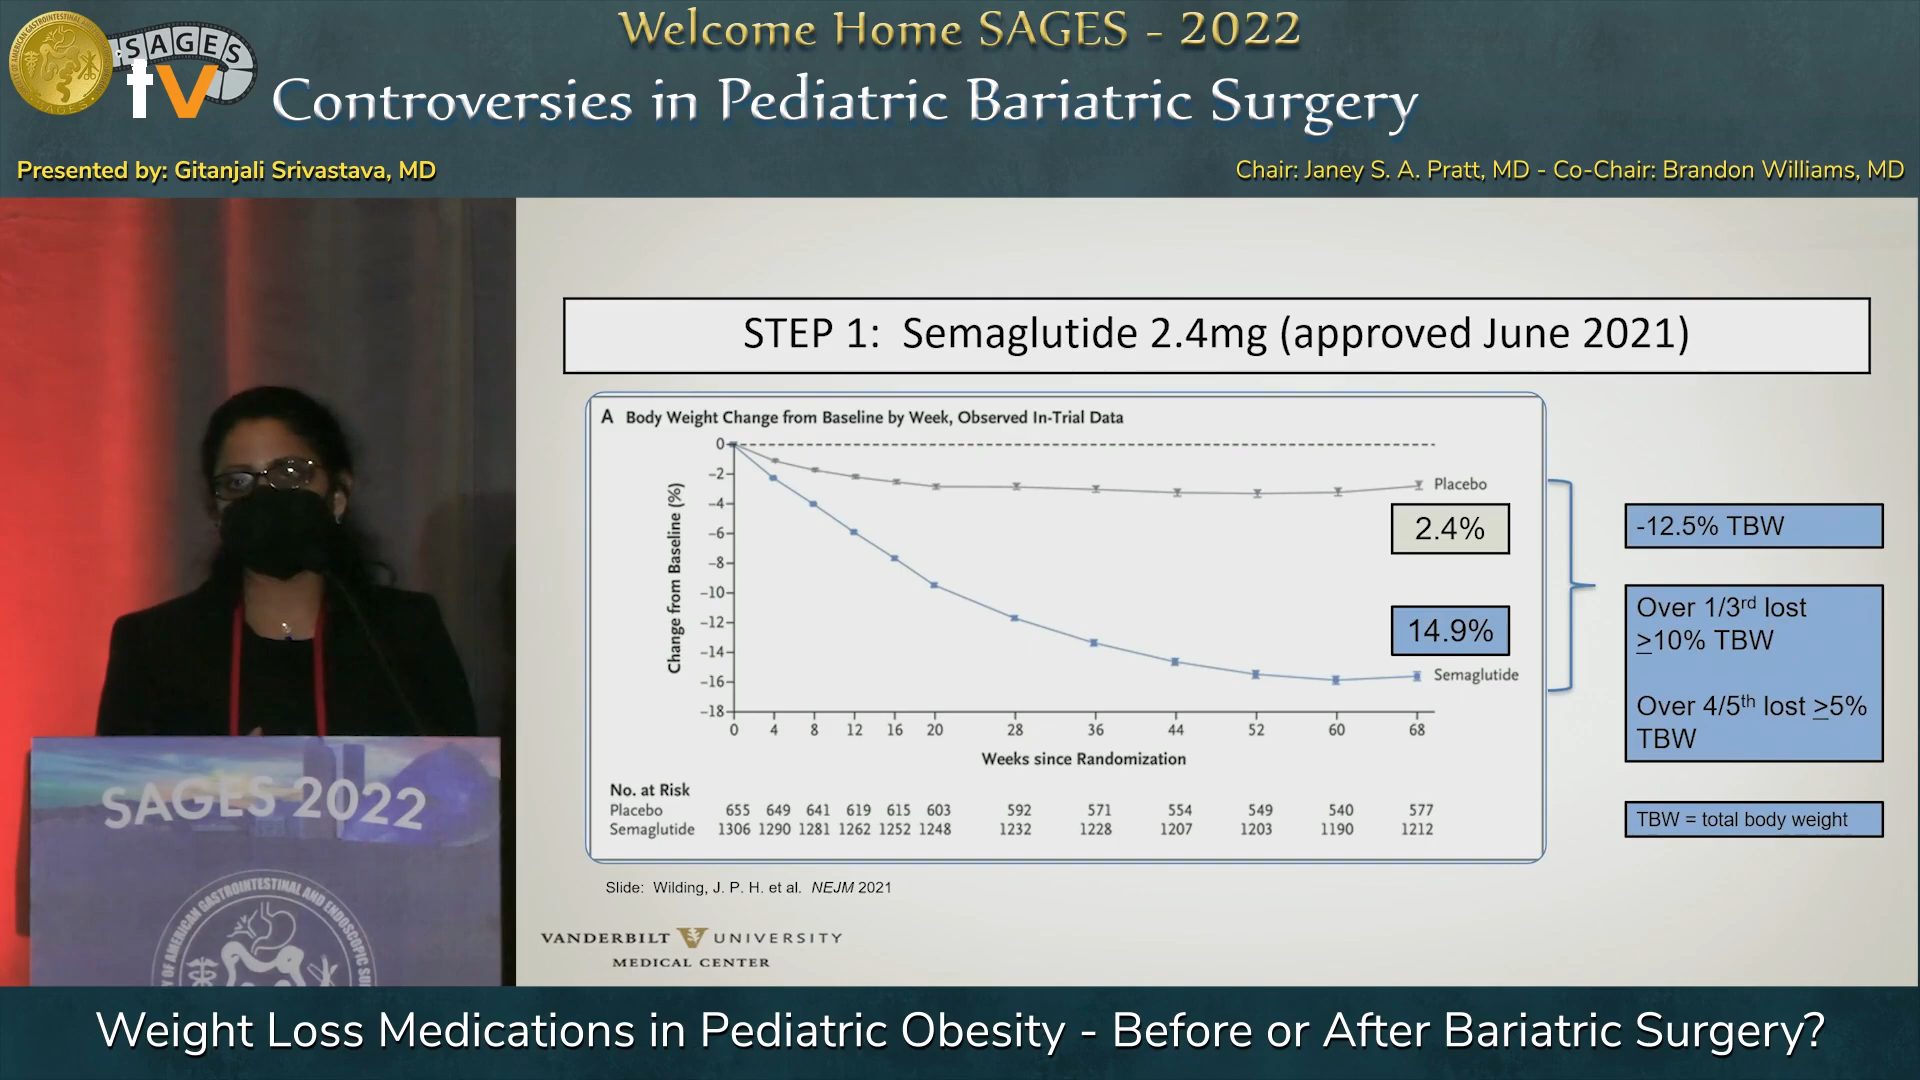 Welcome Home SAGES - 2022
SAGES
tv
Controversies in Pediatric Bariatric Surgery
Presented by: Gitanjali Srivastava, MD
Chair: Janey S. A. Pratt, MD - Co-Chair: Brandon Williams, MD
STEP 1: Semaglutide 2.4mg (approved June 2021)
A Body Weight Change from Baseline by Week, Observed In-Trial Data
Change from Baseline (%)
0
-2
-4
-6
-8
-10
-12
-14
-16
-18
Placebo
2.4%
14.9%
Semaglutide
0 4 8 12 16 20 28 36 44 52 60 68
Weeks since Randomization
No. at Risk
Placebo 655 649 641 619 615 603 592 571 554 549 540 577
Semaglutide 1306 1290 1281 1262 1252 1248 1232 1228 1207 1203 1190 1212
-12.5% TBW
Over 1/3rd lost
≥10% TBW
Over 4/5th lost ≥5%
TBW
TBW = total body weight
Slide: Wilding, J. P. H. et al. NEJM 2021
VANDERBILT UNIVERSITY
MEDICAL CENTER
SAGES 2022
OF AMERICAN GASTROINTESTINAL AND ENDOSCOPIC
Weight Loss Medications in Pediatric Obesity - Before or After Bariatric Surgery?